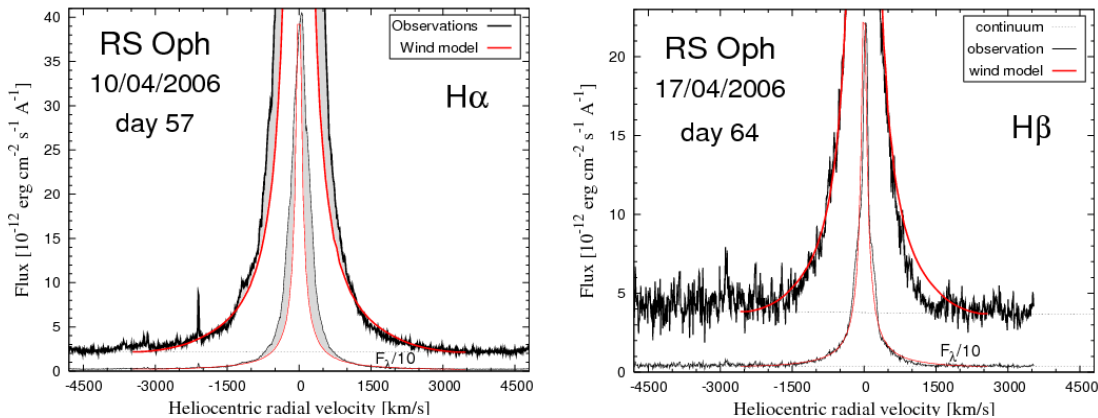 Flux [10⁻¹² erg cm⁻² s⁻¹ A⁻¹]
40
35
30
25
20
15
10
5
0
RS Oph
10/04/2006
day 57
Observations
Wind model
Hα
Fλ/10
-4500 -3000 -1500 0 1500 3000 4500
Heliocentric radial velocity [km/s]
Flux [10⁻¹² erg cm⁻² s⁻¹ A⁻¹]
20
15
10
5
0
RS Oph
17/04/2006
day 64
continuum
observation
wind model
Hβ
Fλ/10
-4500 -3000 -1500 0 1500 3000 4500
Heliocentric radial velocity [km/s]